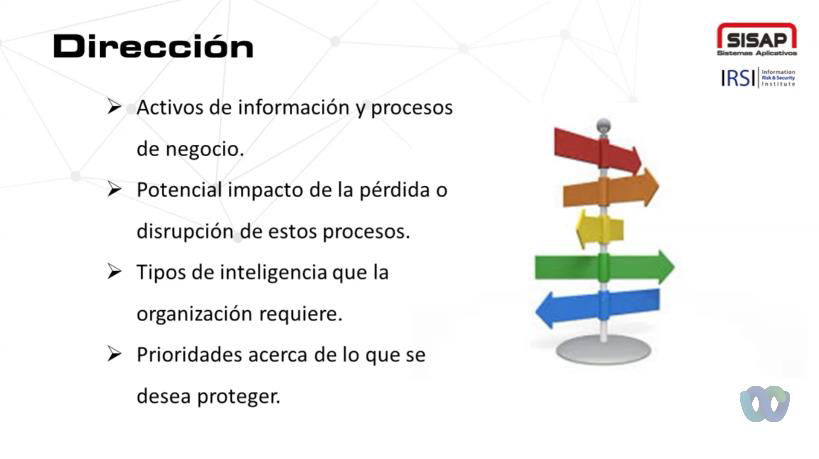 Dirección
SISAP
Sistemas Aplicativos
IRSI Information
Risk & Security
Institute
➢ Activos de información y procesos
de negocio.
➢ Potencial impacto de la pérdida o
disrupción de estos procesos.
➢ Tipos de inteligencia que la
organización requiere.
➢ Prioridades acerca de lo que se
desea proteger.